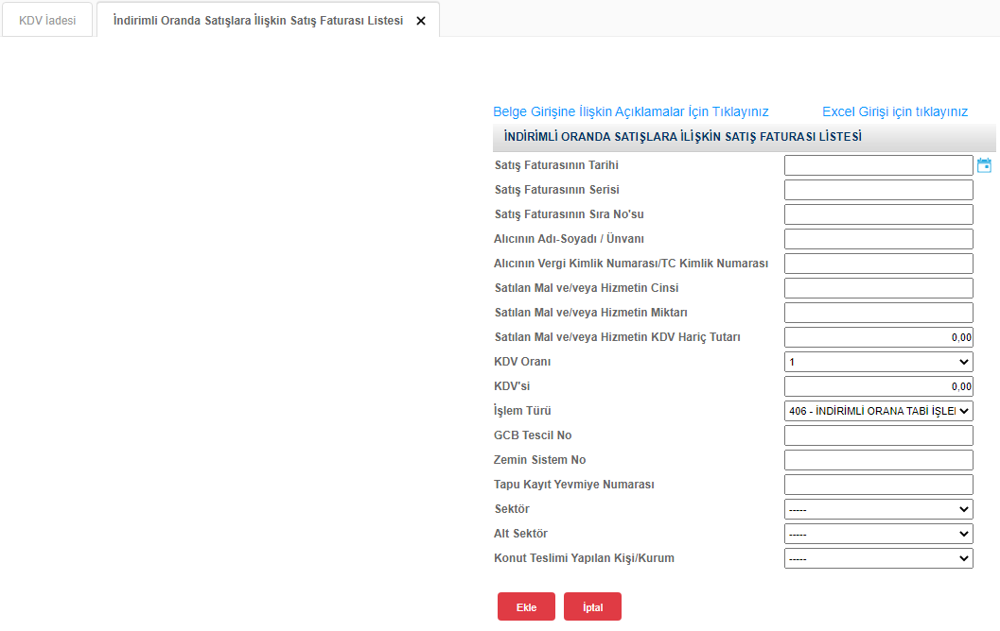 KDV İadesi
İndirimli Oranda Satışlara İlişkin Satış Faturası Listesi
Belge Girişine İlişkin Açıklamalar İçin Tıklayınız
Excel Girişi için tıklayınız
İNDİRİMLİ ORANDA SATIŞLARA İLİŞKİN SATIŞ FATURASI LİSTESİ
Satış Faturasının Tarihi
Satış Faturasının Serisi
Satış Faturasının Sıra No'su
Alıcının Adı-Soyadı / Ünvanı
Alıcının Vergi Kimlik Numarası/TC Kimlik Numarası
Satılan Mal ve/veya Hizmetin Cinsi
Satılan Mal ve/veya Hizmetin Miktarı
Satılan Mal ve/veya Hizmetin KDV Hariç Tutarı 0,00
KDV Oranı 1
KDV'si 0,00
İşlem Türü 406 - İNDİRİMLİ ORANA TABİ İŞLE
GCB Tescil No
Zemin Sistem No
Tapu Kayıt Yevmiye Numarası
Sektör -----
Alt Sektör -----
Konut Teslimi Yapılan Kişi/Kurum -----
Ekle İptal